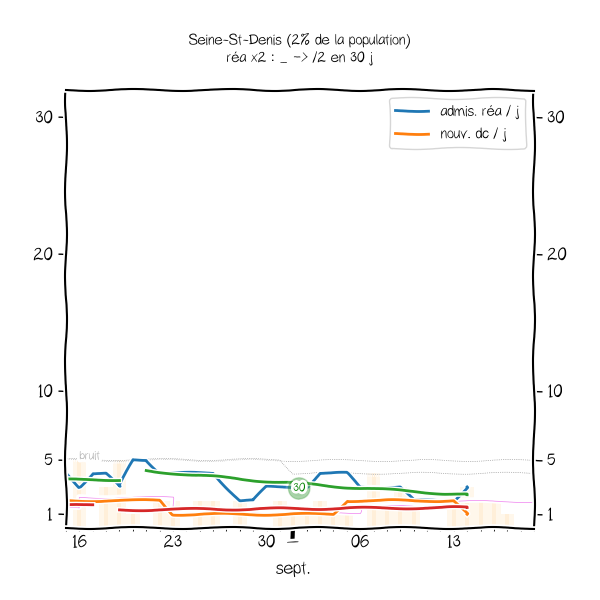 Seine-St-Denis (2% de la population)
réa x2 : _ -> /2 en 30 j
admis. réa / j
nouv. dc / j
30
30
20
20
10
10
5
bruit
5
30
1
1
16
23
30
06
13
sept.